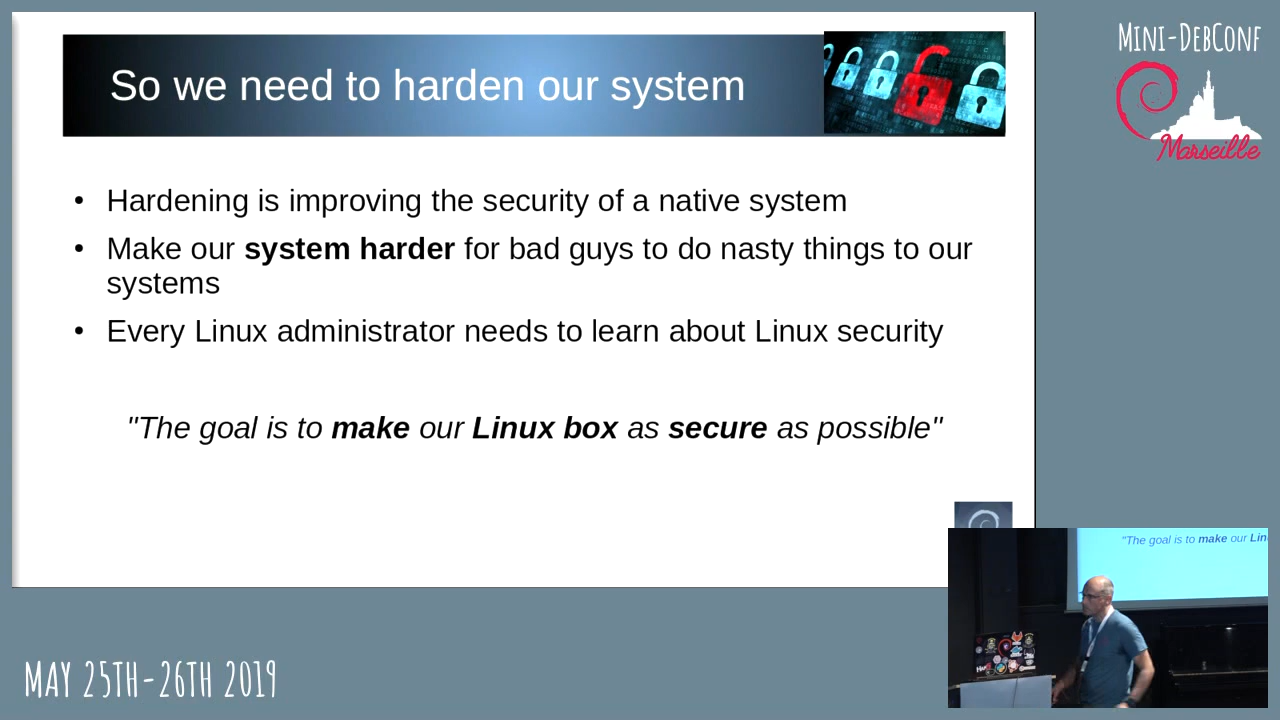 So we need to harden our system
MINI-DEBCONF
Marseille
• Hardening is improving the security of a native system
• Make our system harder for bad guys to do nasty things to our
systems
• Every Linux administrator needs to learn about Linux security
"The goal is to make our Linux box as secure as possible"
"The goal is to make our Lin
MAY 25TH-26TH 2019